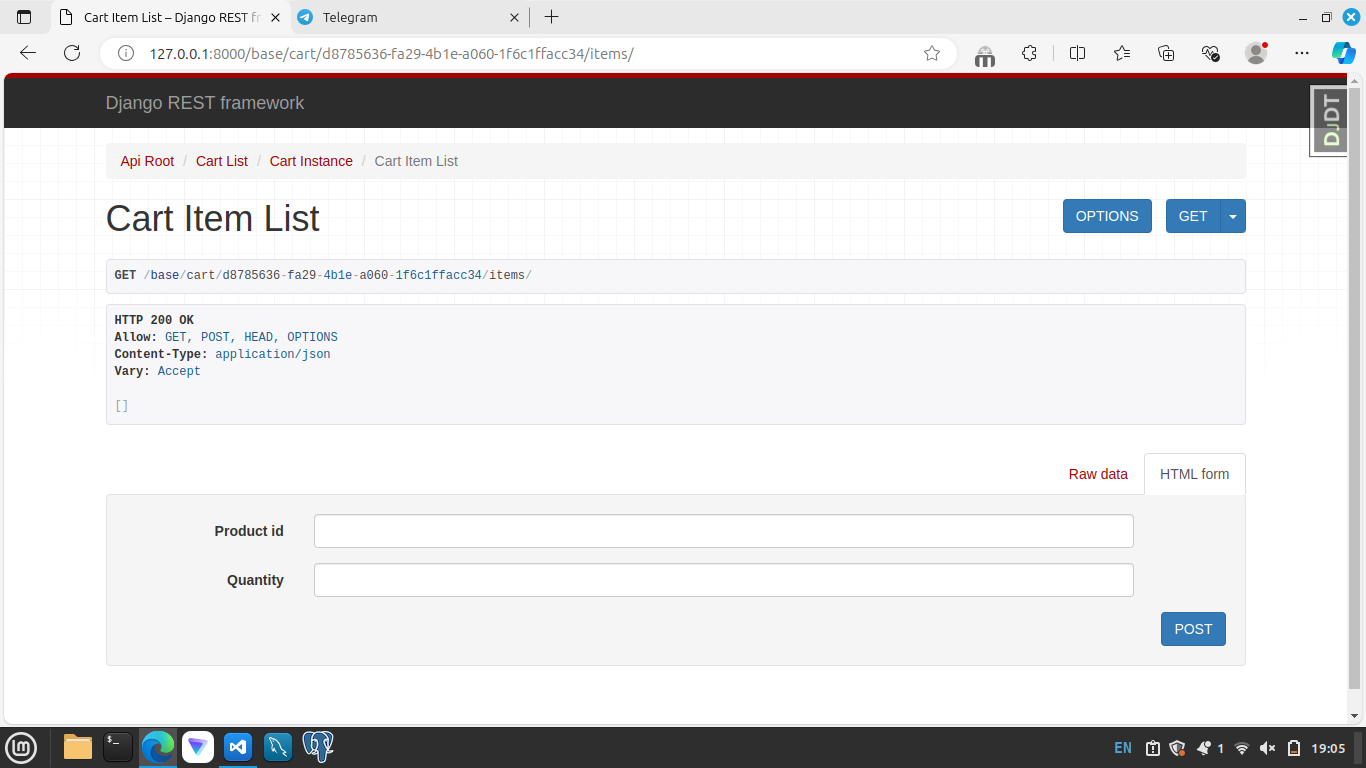 Cart Item List – Django REST fr
Telegram
127.0.0.1:8000/base/cart/d8785636-fa29-4b1e-a060-1f6c1ffacc34/items/
Django REST framework
DJDT
Api Root / Cart List / Cart Instance / Cart Item List
Cart Item List
OPTIONS
GET
GET /base/cart/d8785636-fa29-4b1e-a060-1f6c1ffacc34/items/
HTTP 200 OK
Allow: GET, POST, HEAD, OPTIONS
Content-Type: application/json
Vary: Accept
[]
Raw data
HTML form
Product id
Quantity
POST
$_
EN
1
19:05